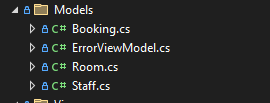 Models
C# Booking.cs
C# ErrorViewModel.cs
C# Room.cs
C# Staff.cs